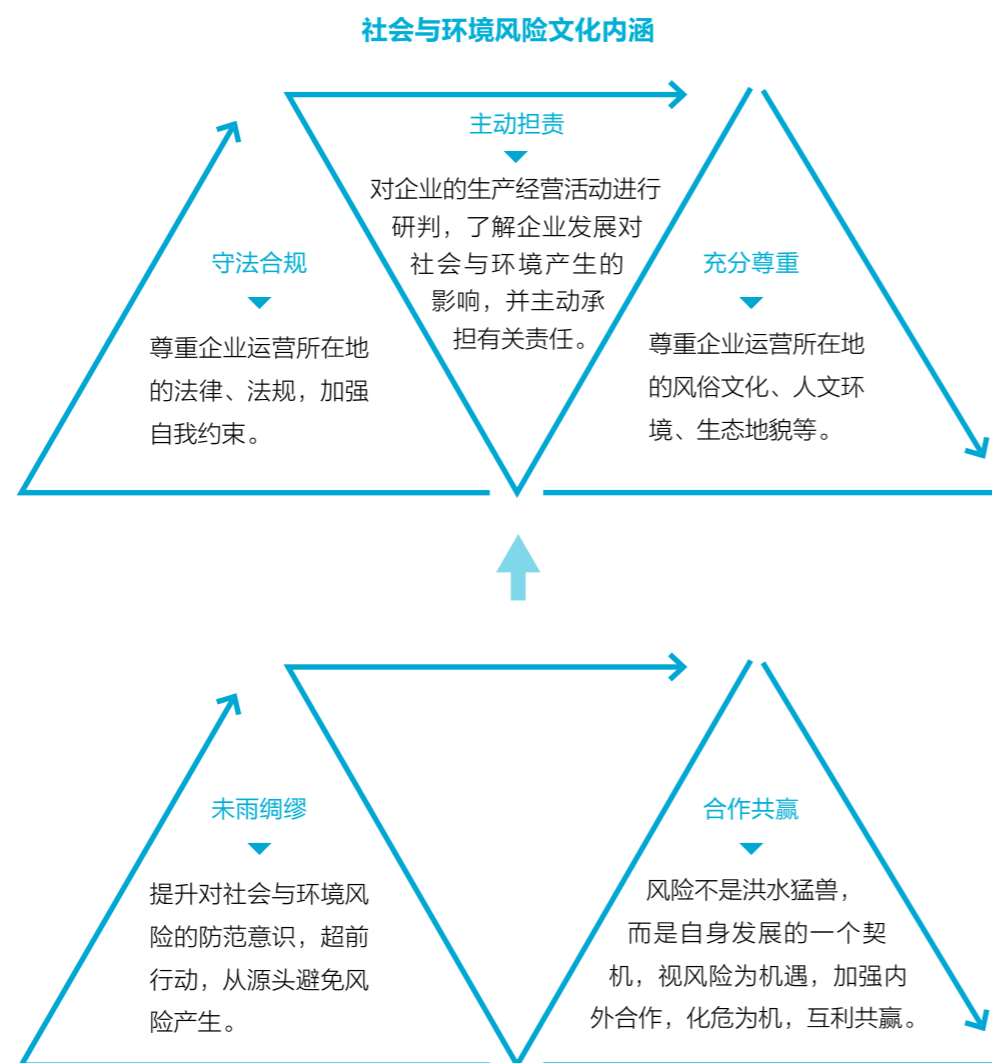 社会与环境风险文化内涵
守法合规
尊重企业运营所在地
的法律、法规，加强
自我约束。
主动担责
对企业的生产经营活动进行
研判，了解企业发展对
社会与环境产生的
影响，并主动承
担有关责任。
充分尊重
尊重企业运营所在地
的风俗文化、人文环
境、生态地貌等。
未雨绸缪
提升对社会与环境风
险的防范意识，超前
行动，从源头避免风
险产生。
合作共赢
风险不是洪水猛兽，
而是自身发展的一个契
机，视风险为机遇，加强内
外合作，化危为机，互利共赢。